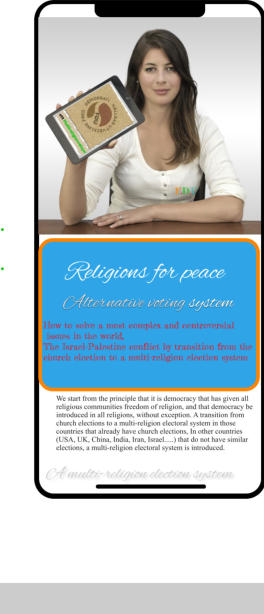 ED
Religions for peace
Alternative voting system
How to solve a most complex and controversial
issues in the world,
The Israel-Palestine conflict by transition from the
church election to a multi-religion election system
We start from the principle that it is democracy that has given all
religious communities freedom of religion, and that democracy be
introduced in all religions, without exception. A transition from
church elections to a multi-religion electoral system in those
countries that already have church elections, In other countries
(USA, UK, China, India, Iran, Israel.....) that do not have similar
elections, a multi-religion electoral system is introduced.
A multi-religion election system